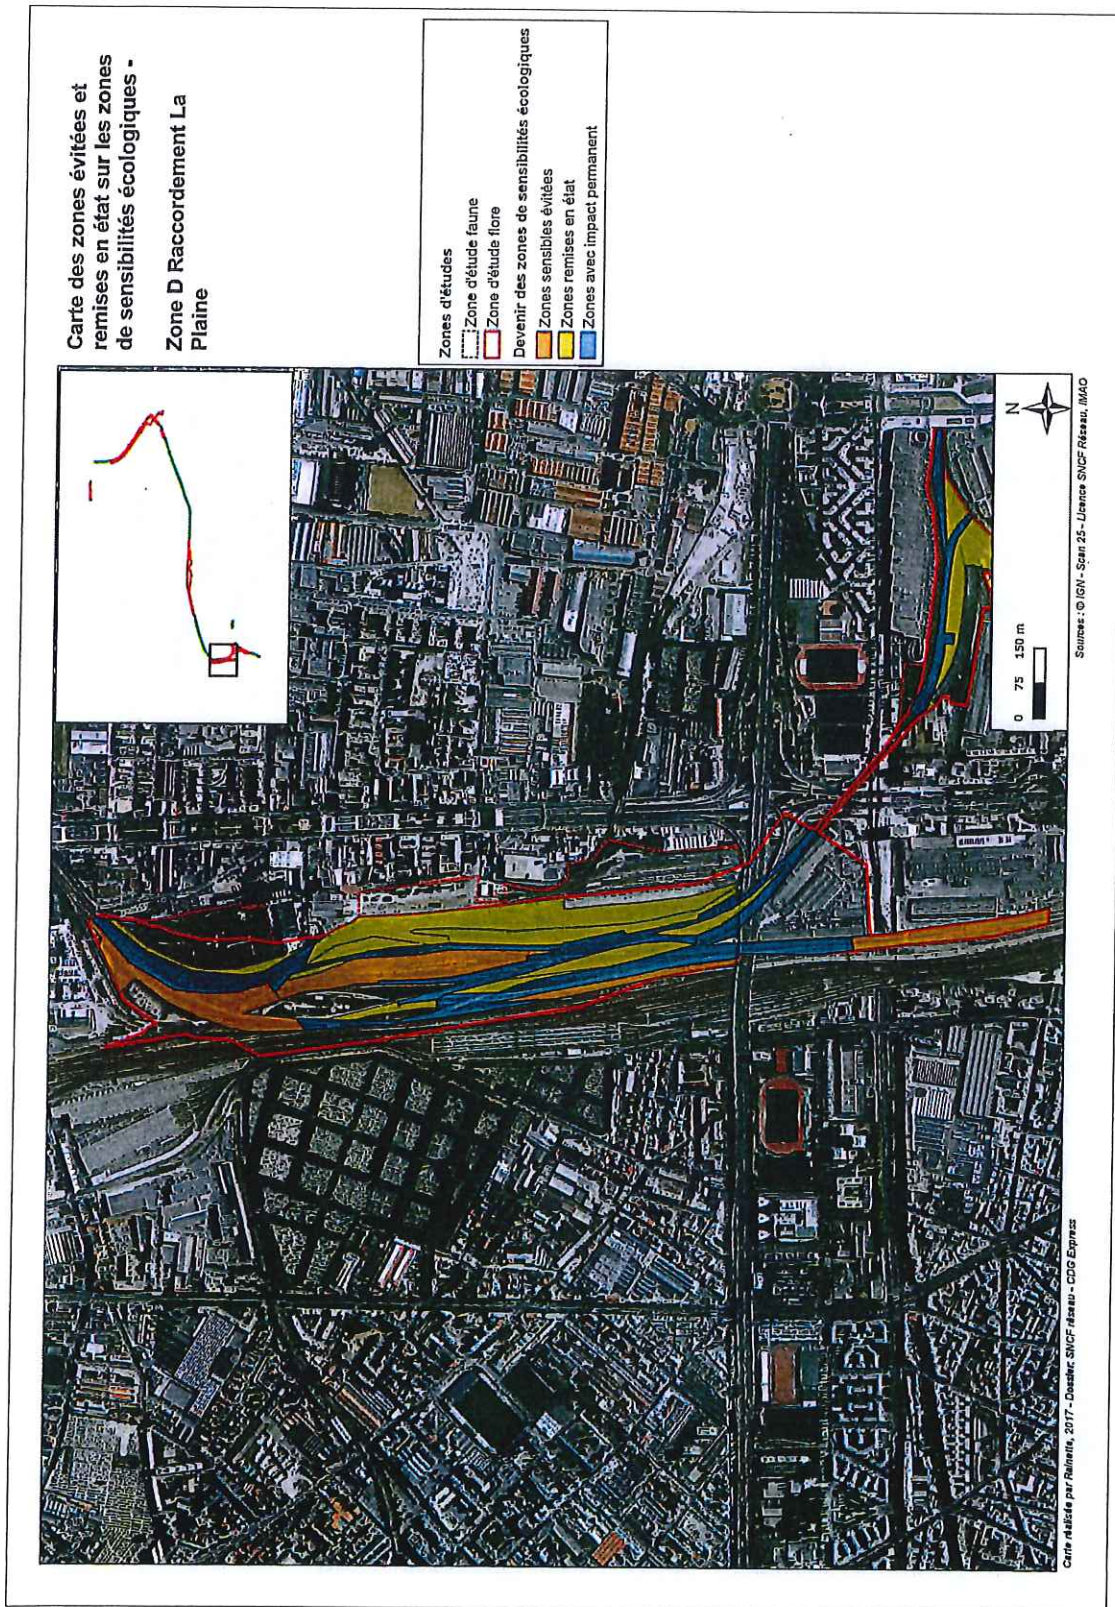 Carte des zones évitées et
remises en état sur les zones
de sensibilités écologiques -
Zone D Raccordement La
Plaine
Zones d'études
Zone d'étude faune
Zone d'étude flore
Devenir des zones de sensibilités écologiques
Zones sensibles évitées
Zones remises en état
Zones avec impact permanent
N
0 75 150 m
Sources : © IGN - Scan 25 - Licence SNCF Réseau, IMAO
Carte réalisée par Rainette, 2017 - Dossier, SNCF réseau - CDG Express